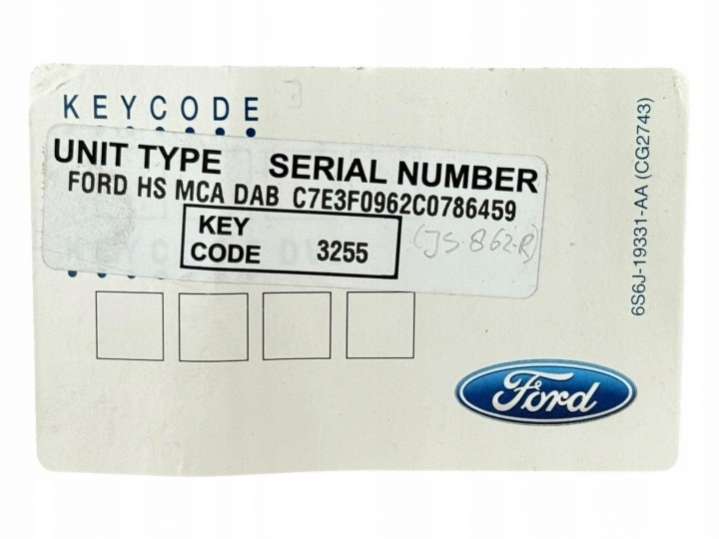 KEYCODE
UNIT TYPE SERIAL NUMBER
FORD HS MCA DAB C7E3F0962C0786459
KEY
CODE 3255
(JS-862-R)
6S6J-19331-AA (CG2743)
Ford